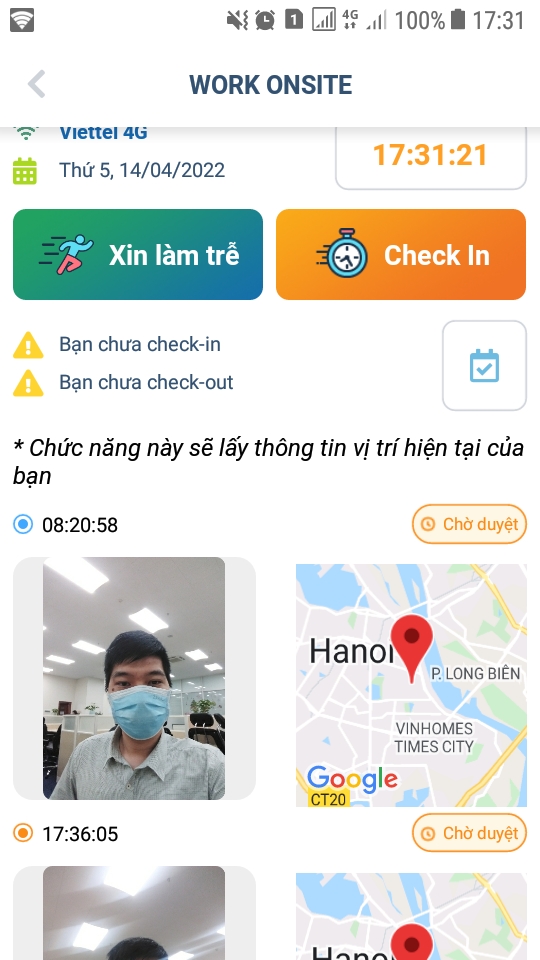 4G 100% 17:31
WORK ONSITE
Viettel 4G
17:31:21
Thứ 5, 14/04/2022
Xin làm trễ
Check In
Bạn chưa check-in
Bạn chưa check-out
* Chức năng này sẽ lấy thông tin vị trí hiện tại của
bạn
08:20:58
Chờ duyệt
Hanoi
P. LONG BIÊN
VINHOMES
TIMES CITY
Google
CT20
17:36:05
Chờ duyệt
Hanoi